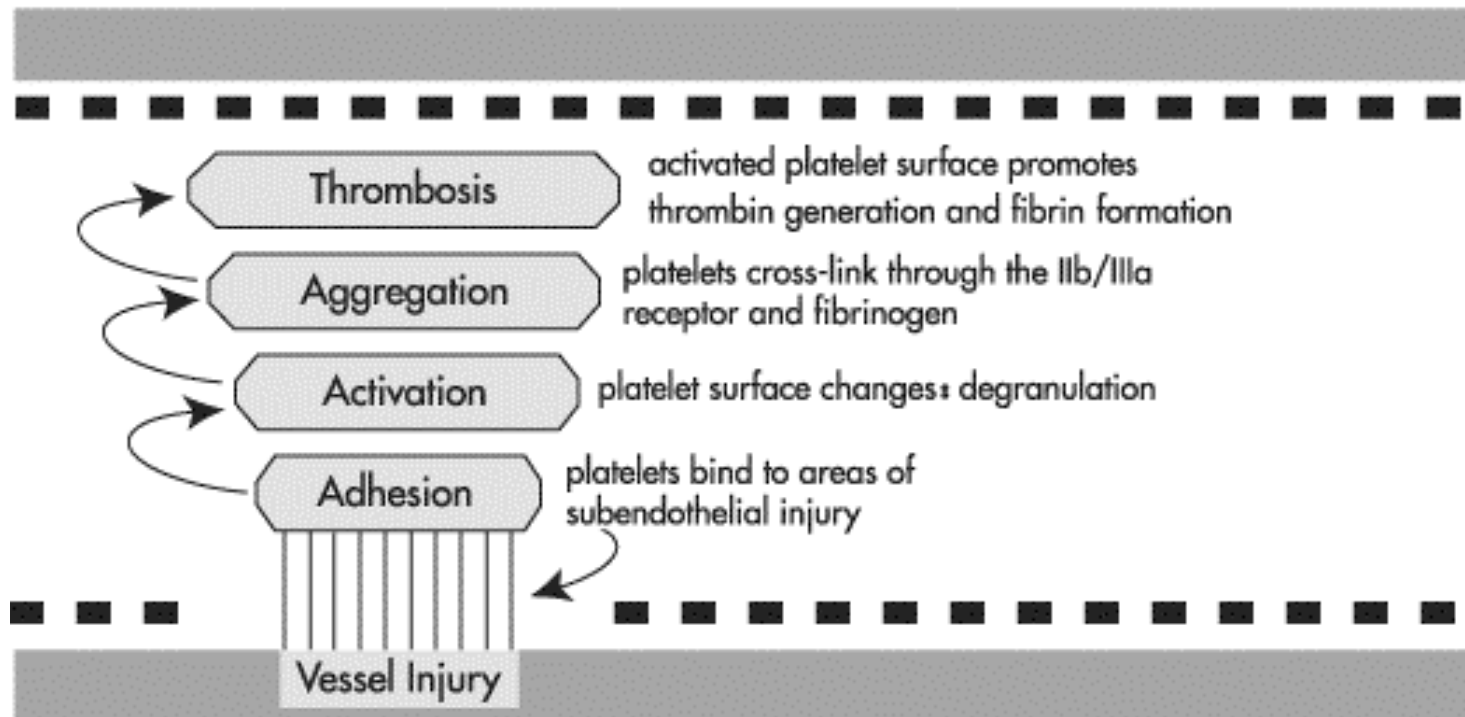 Thrombosis
activated platelet surface promotes
thrombin generation and fibrin formation
Aggregation
platelets cross-link through the IIb/IIIa
receptor and fibrinogen
Activation
platelet surface changes: degranulation
Adhesion
platelets bind to areas of
subendothelial injury
Vessel Injury